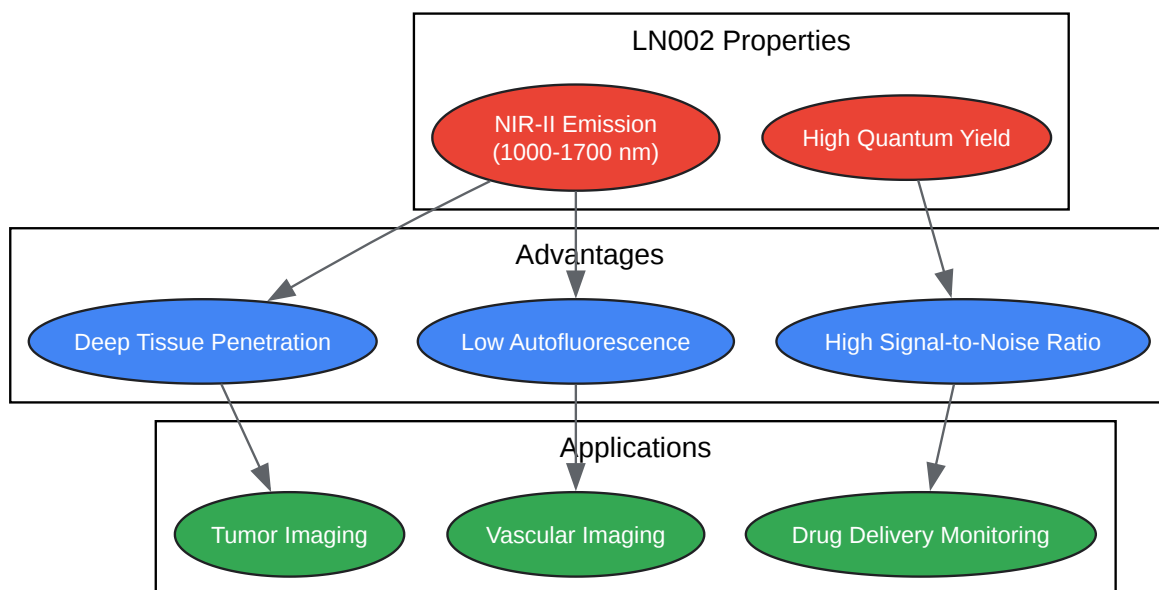 LN002 Properties
NIR-II Emission
(1000-1700 nm)
High Quantum Yield
Advantages
Deep Tissue Penetration
Low Autofluorescence
High Signal-to-Noise Ratio
Applications
Tumor Imaging
Vascular Imaging
Drug Delivery Monitoring